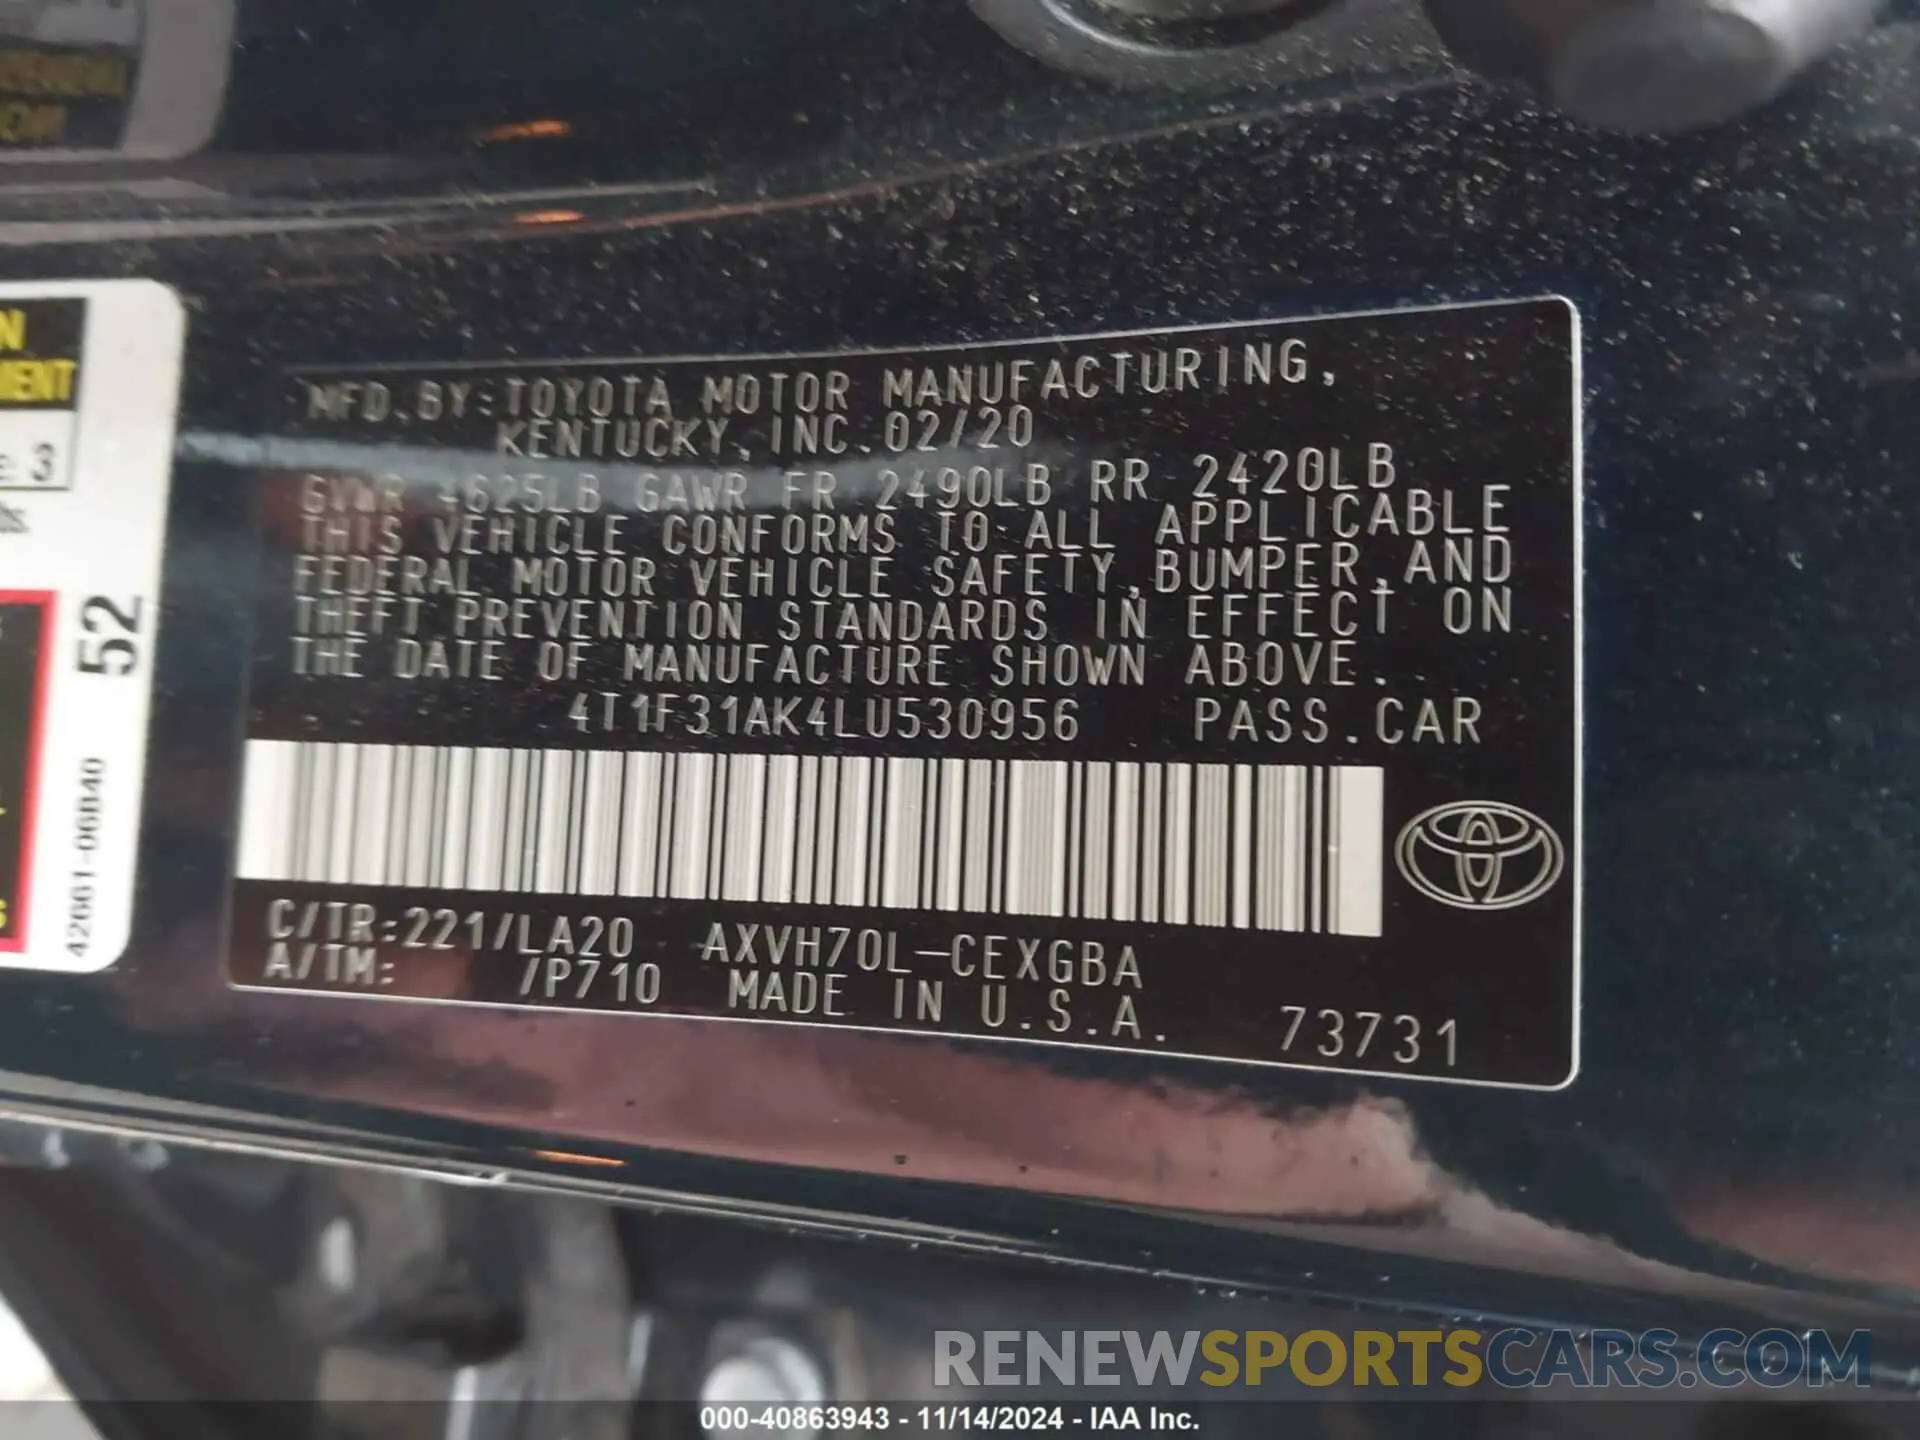 MFD. BY: TOYOTA MOTOR MANUFACTURING,
KENTUCKY, INC. 02/20
GVWR 4625LB GAWR FR 2490LB RR 2420LB
THIS VEHICLE CONFORMS TO ALL APPLICABLE
FEDERAL MOTOR VEHICLE SAFETY, BUMPER, AND
THEFT PREVENTION STANDARDS IN EFFECT ON
THE DATE OF MANUFACTURE SHOWN ABOVE.
4T1F31AK4LU530956 PASS. CAR
C/TR: 221/LA20 AXVH70L-CEXGBA
A/TM: /P710 MADE IN U.S.A. 73731
3
52
42661-06B40
RENEWSPORTSCARS.COM
000-40863943 - 11/14/2024 - IAA Inc.